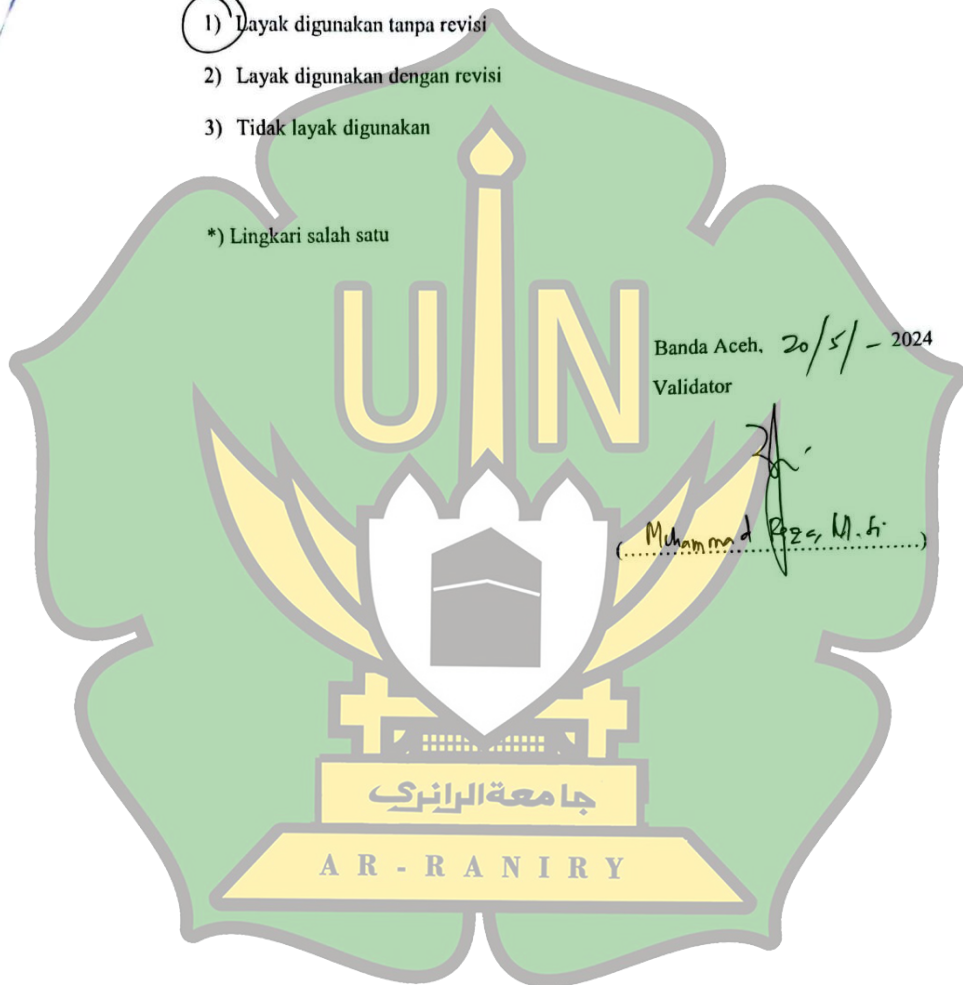 1) Layak digunakan tanpa revisi
2) Layak digunakan dengan revisi
3) Tidak layak digunakan
*) Lingkari salah satu
UIN
Banda Aceh, 20/5/ - 2024
Validator
(Muhammad Reza, M.Si)
جامعة الرانري
AR-RANIRY